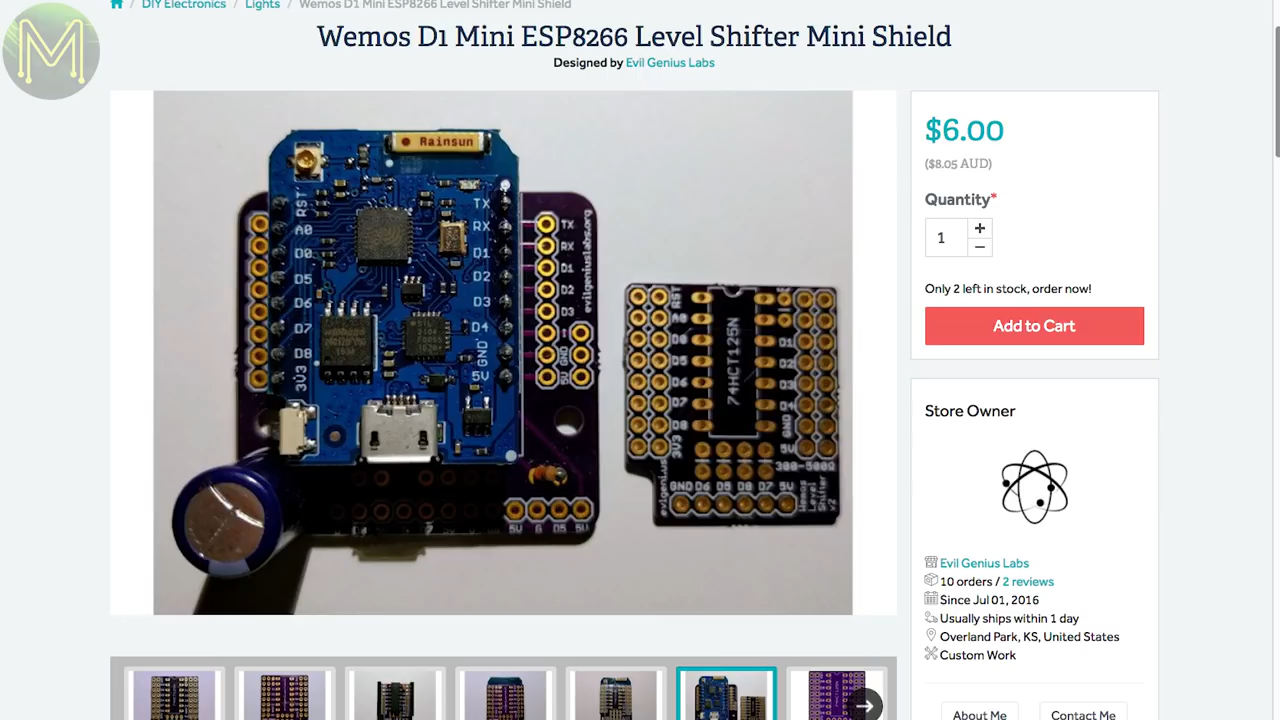 M
DIY Electronics / Lights / Wemos D1 Mini ESP8266 Level Shifter Mini Shield
Wemos D1 Mini ESP8266 Level Shifter Mini Shield
Designed by Evil Genius Labs
Rainsun
RST
A0
D0
D5
D6
D7
D8
3V3
TX
RX
D1
D2
D3
D4
GND
5V
TX
RX
D1
D2
D3
GND
5V
evilgeniuslabs.org
5V G D5 5V
RST
A0
D0
D5
D6
D7
D8
3V3
74HCT125N
D1
D2
D3
D4
GND
5V
300-500Ω
GND D6 D5 D8 D7 5V
evilgenius
Wemos
Level
Shifter
v2
$6.00
($8.05 AUD)
Quantity*
1
+
−
Only 2 left in stock, order now!
Add to Cart
Store Owner
Evil Genius Labs
10 orders / 2 reviews
Since Jul 01, 2016
Usually ships within 1 day
Overland Park, KS, United States
Custom Work
About Me
Contact Me